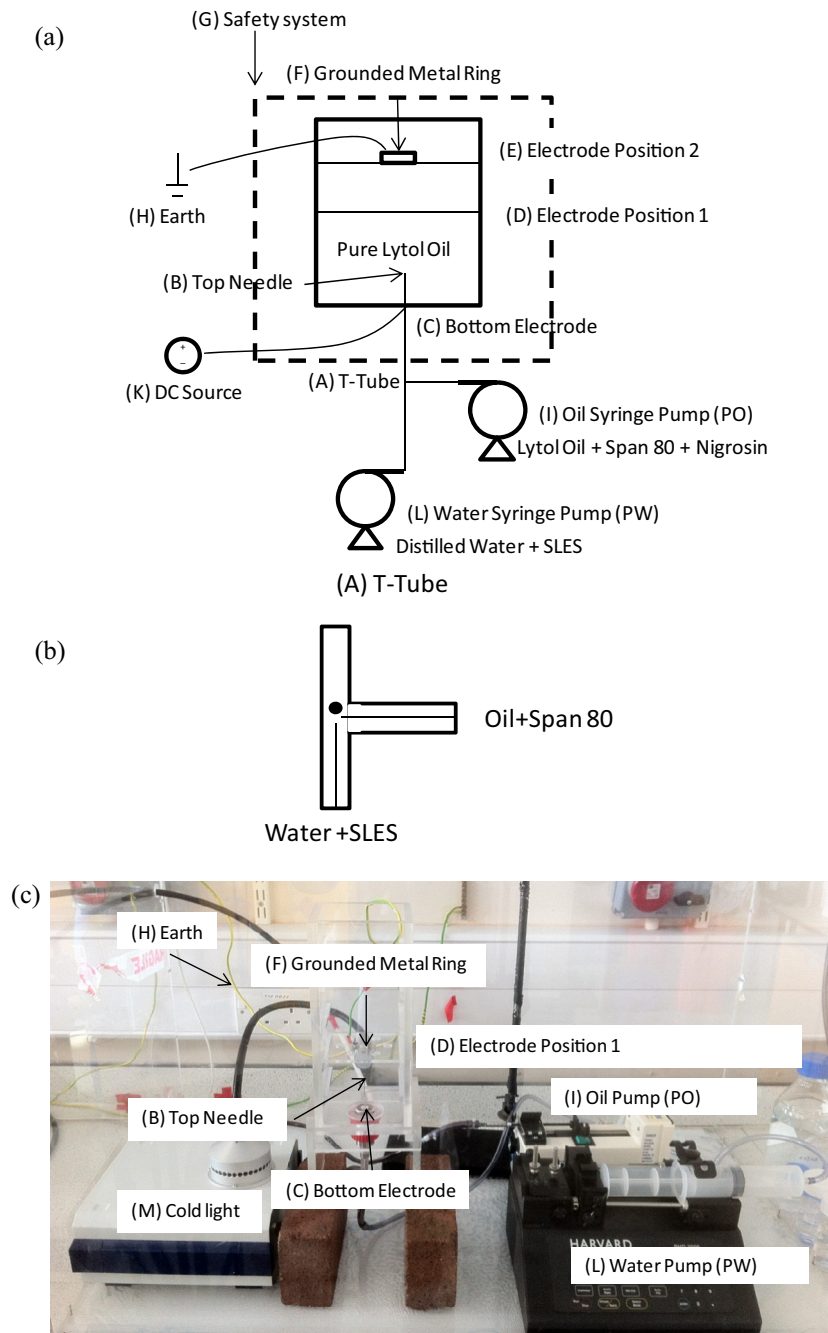 (a)
(G) Safety system
(F) Grounded Metal Ring
(E) Electrode Position 2
(H) Earth
(D) Electrode Position 1
Pure Lytol Oil
(B) Top Needle
(C) Bottom Electrode
+
–
(K) DC Source
(A) T-Tube
(I) Oil Syringe Pump (PO)
Lytol Oil + Span 80 + Nigrosin
(L) Water Syringe Pump (PW)
Distilled Water + SLES
(A) T-Tube
(b)
Oil+Span 80
Water +SLES
(c)
(H) Earth
(F) Grounded Metal Ring
FRAGILE
(D) Electrode Position 1
(I) Oil Pump (PO)
(B) Top Needle
(C) Bottom Electrode
(M) Cold light
HARVARD
(L) Water Pump (PW)